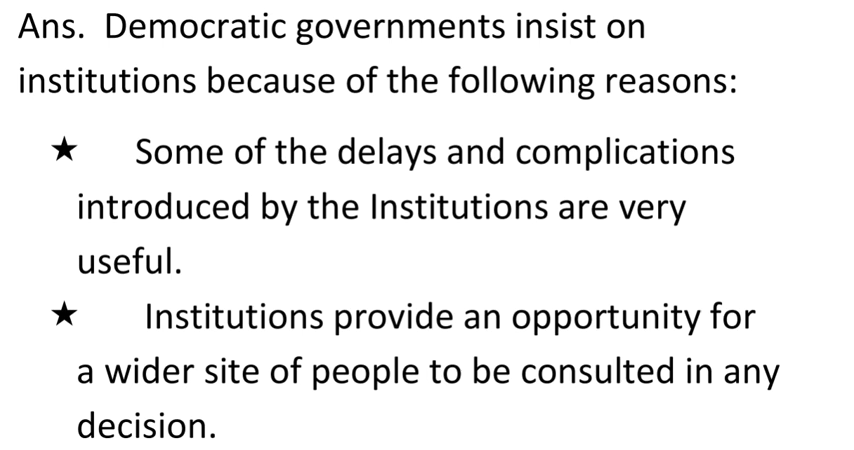 Ans. Democratic governments insist on
institutions because of the following reasons:
★ Some of the delays and complications
introduced by the Institutions are very
useful.
★ Institutions provide an opportunity for
a wider site of people to be consulted in any
decision.